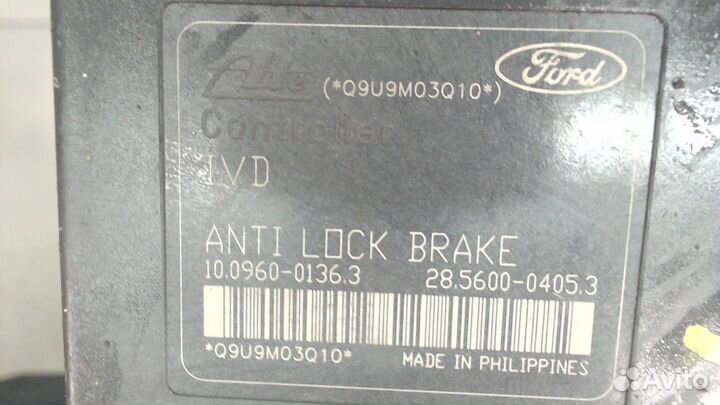 Ate (*Q9U9M03Q10*) Ford
Controller
IVD
ANTI LOCK BRAKE
10.0960-0136.3 28.5600-0405.3
*Q9U9M03Q10* MADE IN PHILIPPINES
Avito